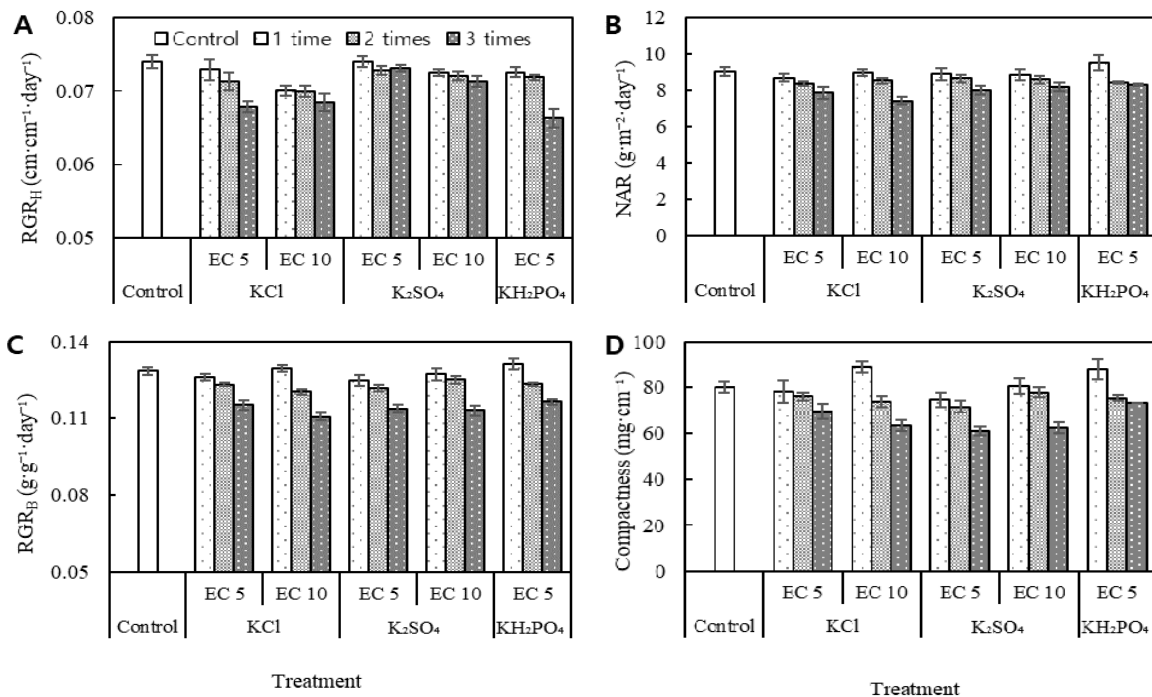 A
0.08
0.07
0.06
0.05
RGR_H (cm·cm⁻¹·day⁻¹)
Control 1 time 2 times 3 times
EC 5 EC 10 EC 5 EC 10 EC 5
Control KCl K₂SO₄ KH₂PO₄
B
12
10
8
6
4
2
0
NAR (g·m⁻²·day⁻¹)
EC 5 EC 10 EC 5 EC 10 EC 5
Control KCl K₂SO₄ KH₂PO₄
C
0.14
0.11
0.08
0.05
RGR_B (g·g⁻¹·day⁻¹)
EC 5 EC 10 EC 5 EC 10 EC 5
Control KCl K₂SO₄ KH₂PO₄
Treatment
D
100
80
60
40
20
0
Compactness (mg·cm⁻¹)
EC 5 EC 10 EC 5 EC 10 EC 5
Control KCl K₂SO₄ KH₂PO₄
Treatment